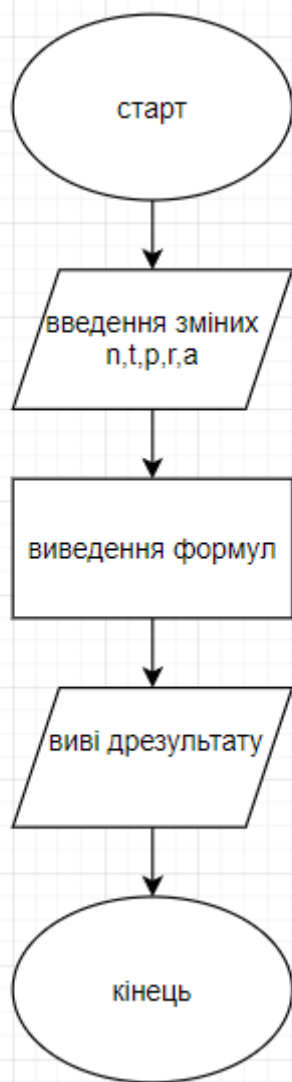 старт
введення зміних
n,t,p,r,a
виведення формул
виві дрезультату
кінець